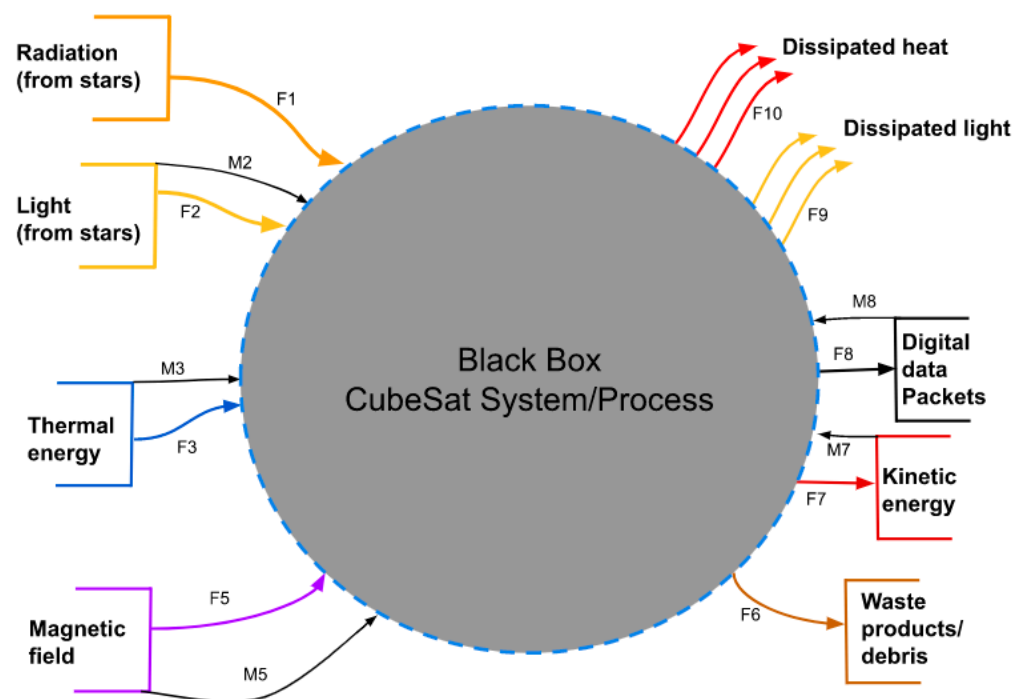 Radiation
(from stars)
F1
Dissipated heat
F10
Dissipated light
F9
M2
Light
(from stars)
F2
M8
F8
Digital
data
Packets
Black Box
CubeSat System/Process
M3
Thermal
energy
F3
M7
Kinetic
energy
F7
F5
Magnetic
field
M5
F6
Waste
products/
debris